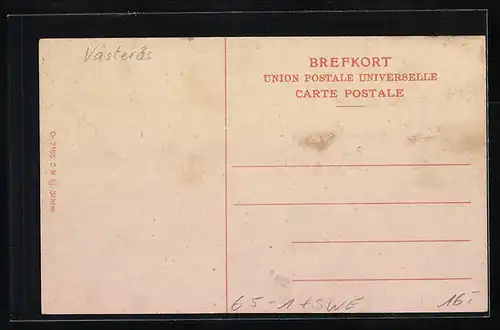 Västerås
BREFKORT
UNION POSTALE UNIVERSELLE
CARTE POSTALE
65-1+SWE
16.-